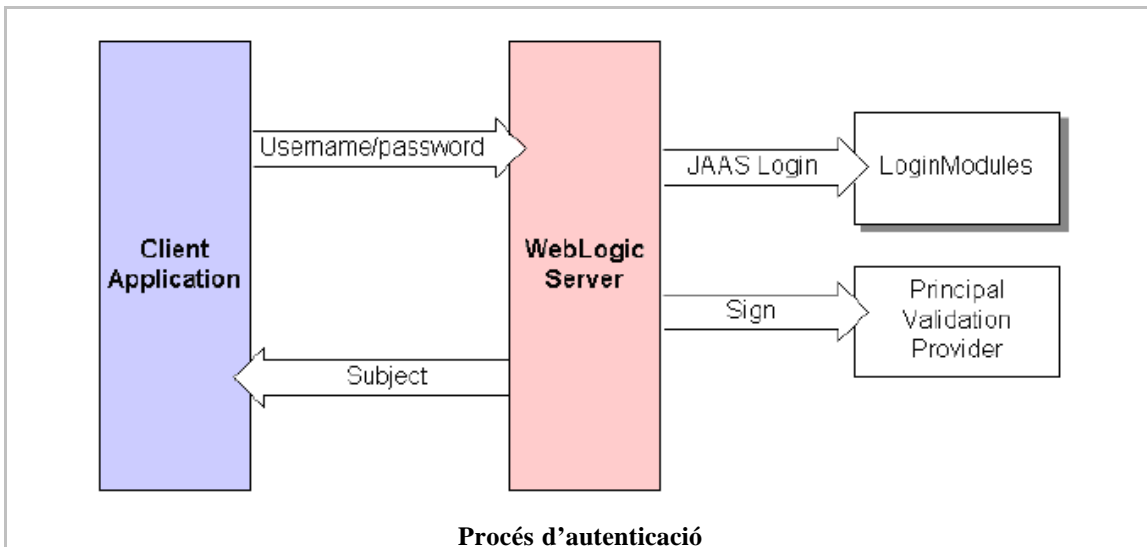 Username/password
JAAS Login
LoginModules
Client
Application
WebLogic
Server
Sign
Principal
Validation
Provider
Subject
Procés d’autenticació